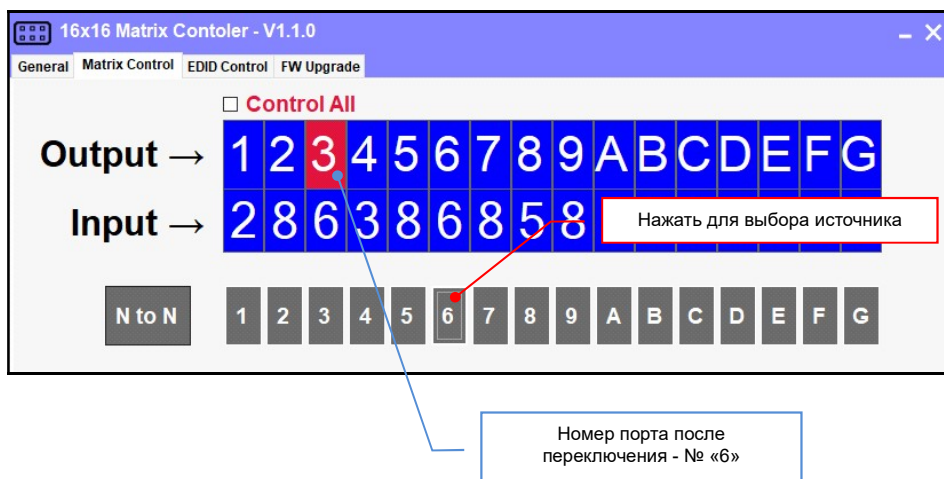 16x16 Matrix Contoler - V1.1.0
General Matrix Control EDID Control FW Upgrade
Control All
Output → 1 2 3 4 5 6 7 8 9 A B C D E F G
Input → 2 8 6 3 8 6 8 5 8
Нажать для выбора источника
N to N 1 2 3 4 5 6 7 8 9 A B C D E F G
Номер порта после
переключения - № «6»